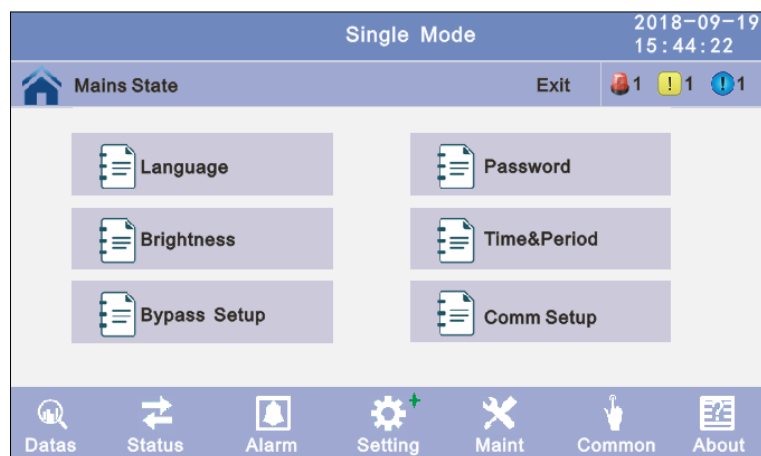 Single Mode
2018-09-19
15:44:22
Mains State
Exit
1
! 1
! 1
Language
Password
Brightness
Time&Period
Bypass Setup
Comm Setup
Datas
Status
Alarm
Setting
Maint
Common
About